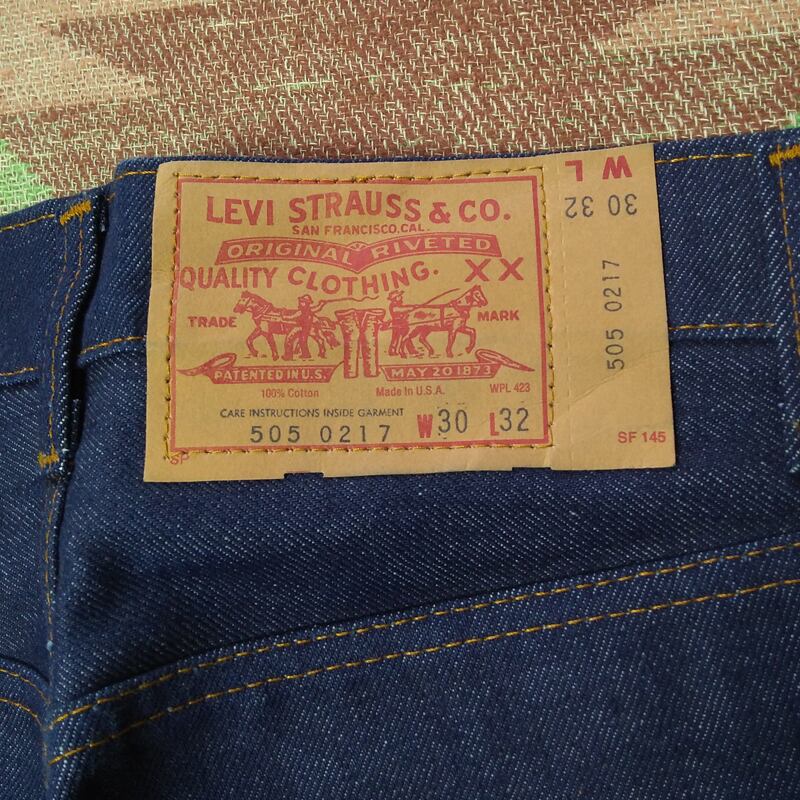 LEVI STRAUSS & CO.
SAN FRANCISCO, CAL.
ORIGINAL RIVETED
QUALITY CLOTHING. XX
TRADE MARK
PATENTED IN U.S. MAY 20 1873
100% Cotton Made in U.S.A. WPL 423
CARE INSTRUCTIONS INSIDE GARMENT
505 0217 W30 L32
SF
W L
30 32
505 0217
SF 145